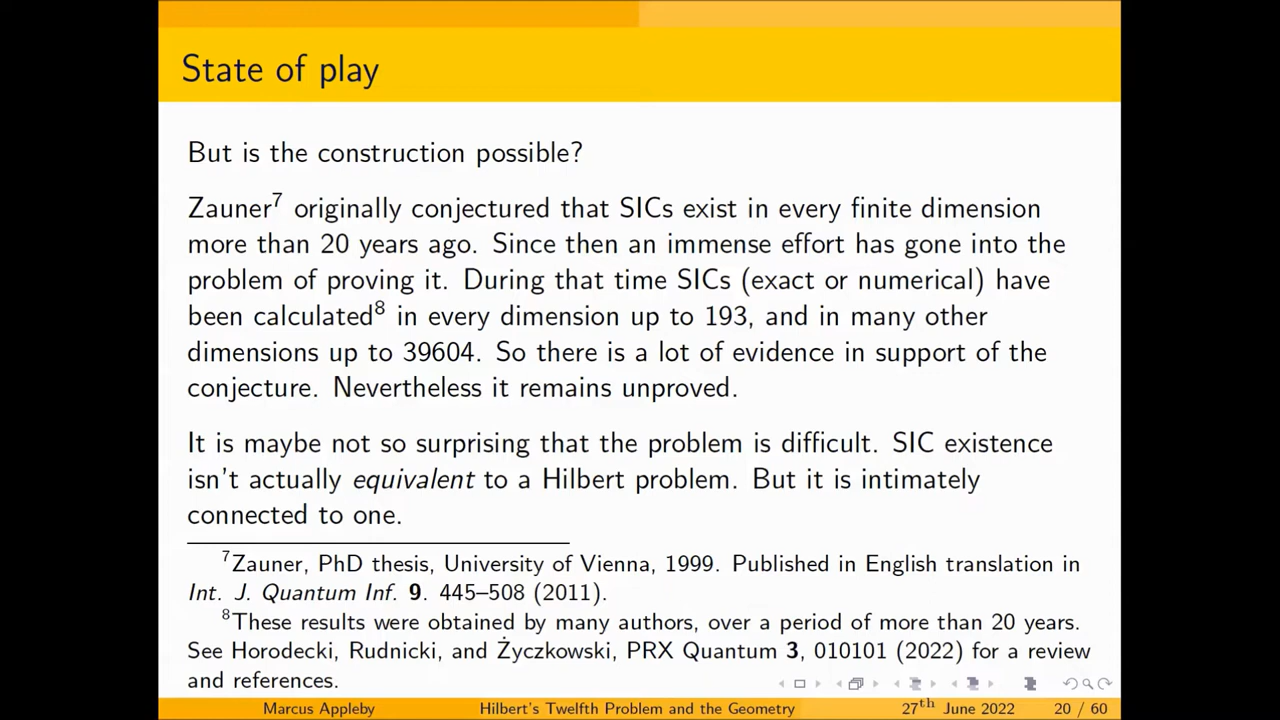 State of play
But is the construction possible?
Zauner⁷ originally conjectured that SICs exist in every finite dimension
more than 20 years ago. Since then an immense effort has gone into the
problem of proving it. During that time SICs (exact or numerical) have
been calculated⁸ in every dimension up to 193, and in many other
dimensions up to 39604. So there is a lot of evidence in support of the
conjecture. Nevertheless it remains unproved.
It is maybe not so surprising that the problem is difficult. SIC existence
isn't actually equivalent to a Hilbert problem. But it is intimately
connected to one.
⁷Zauner, PhD thesis, University of Vienna, 1999. Published in English translation in
Int. J. Quantum Inf. 9. 445–508 (2011).
⁸These results were obtained by many authors, over a period of more than 20 years.
See Horodecki, Rudnicki, and Życzkowski, PRX Quantum 3, 010101 (2022) for a review
and references.
Marcus Appleby Hilbert's Twelfth Problem and the Geometry 27th June 2022 20 / 60